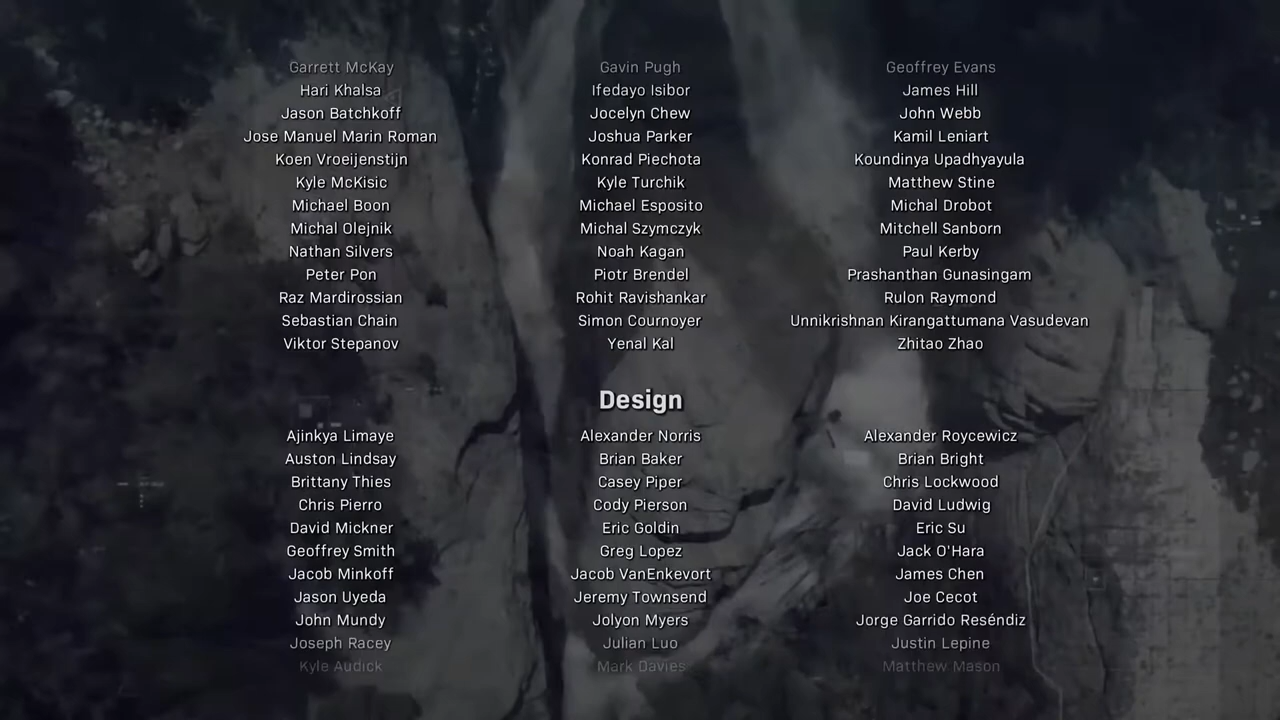 Garrett McKay Gavin Pugh Geoffrey Evans
Hari Khalsa Ifedayo Isibor James Hill
Jason Batchkoff Jocelyn Chew John Webb
Jose Manuel Marin Roman Joshua Parker Kamil Leniart
Koen Vroeijenstijn Konrad Piechota Koundinya Upadhyayula
Kyle McKisic Kyle Turchik Matthew Stine
Michael Boon Michael Esposito Michal Drobot
Michal Olejnik Michal Szymczyk Mitchell Sanborn
Nathan Silvers Noah Kagan Paul Kerby
Peter Pon Piotr Brendel Prashanthan Gunasingam
Raz Mardirossian Rohit Ravishankar Rulon Raymond
Sebastian Chain Simon Cournoyer Unnikrishnan Kirangattumana Vasudevan
Viktor Stepanov Yenal Kal Zhitao Zhao
Design
Ajinkya Limaye Alexander Norris Alexander Roycewicz
Auston Lindsay Brian Baker Brian Bright
Brittany Thies Casey Piper Chris Lockwood
Chris Pierro Cody Pierson David Ludwig
David Mickner Eric Goldin Eric Su
Geoffrey Smith Greg Lopez Jack O'Hara
Jacob Minkoff Jacob VanEnkevort James Chen
Jason Uyeda Jeremy Townsend Joe Cecot
John Mundy Jolyon Myers Jorge Garrido Reséndiz
Joseph Racey Julian Luo Justin Lepine
Kyle Audick Mark Davies Matthew Mason